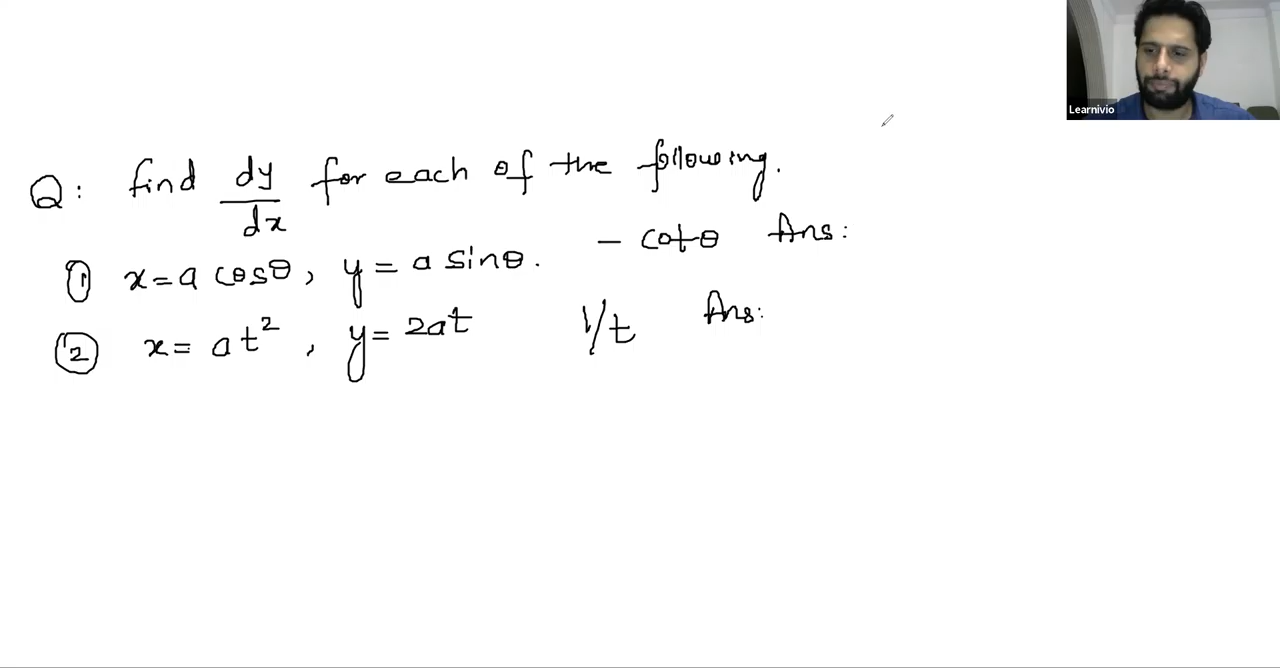 Learnivio
Q: find dy/dx for each of the following.
① x=a cosθ, y=a sinθ. - cotθ Ans:
② x= at², y=2at 1/t Ans: